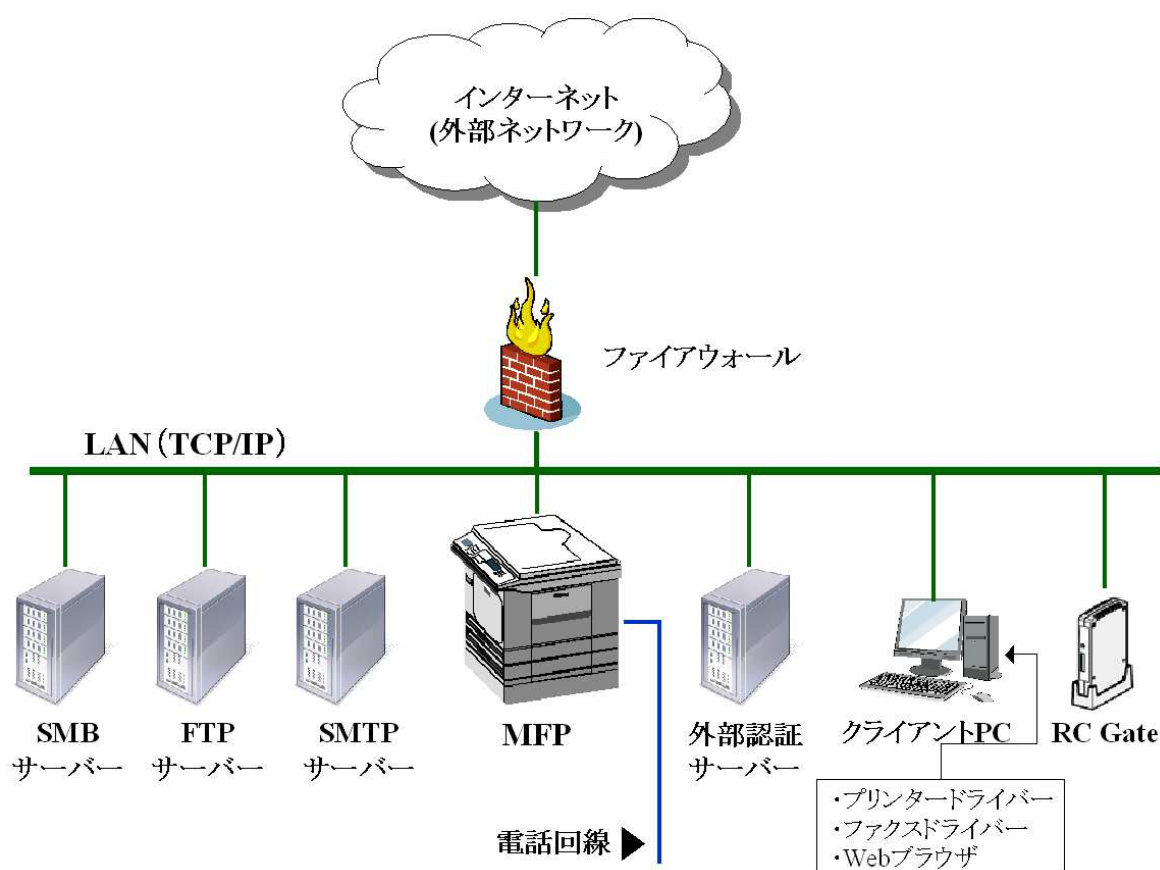 インターネット
(外部ネットワーク)
ファイアウォール
LAN(TCP/IP)
SMB
サーバー
FTP
サーバー
SMTP
サーバー
MFP
外部認証
サーバー
クライアントPC
RC Gate
電話回線
・プリンタードライバー
・ファクスドライバー
・Webブラウザ